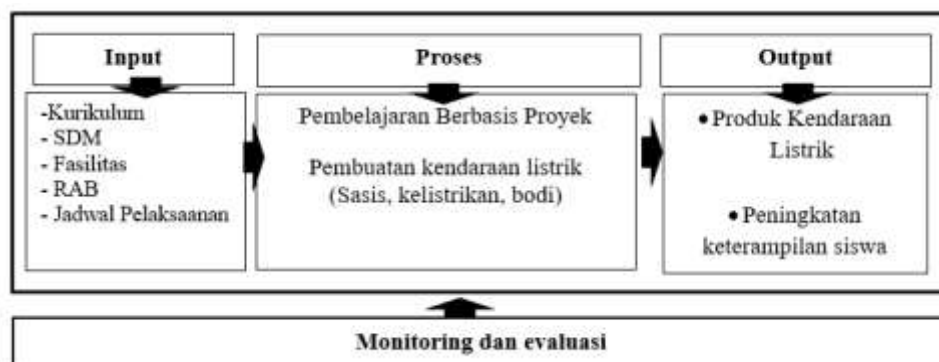 Input
-Kurikulum
- SDM
- Fasilitas
- RAB
- Jadwal Pelaksaanan
Proses
Pembelajaran Berbasis Proyek
Pembuatan kendaraan listrik
(Sasis, kelistrikan, bodi)
Output
• Produk Kendaraan
Listrik
• Peningkatan
keterampilan siswa
Monitoring dan evaluasi